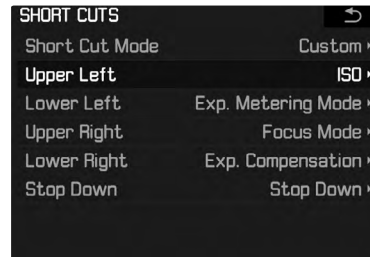 SHORT CUTS
Short Cut Mode Custom
Upper Left ISO
Lower Left Exp. Metering Mode
Upper Right Focus Mode
Lower Right Exp. Compensation
Stop Down Stop Down